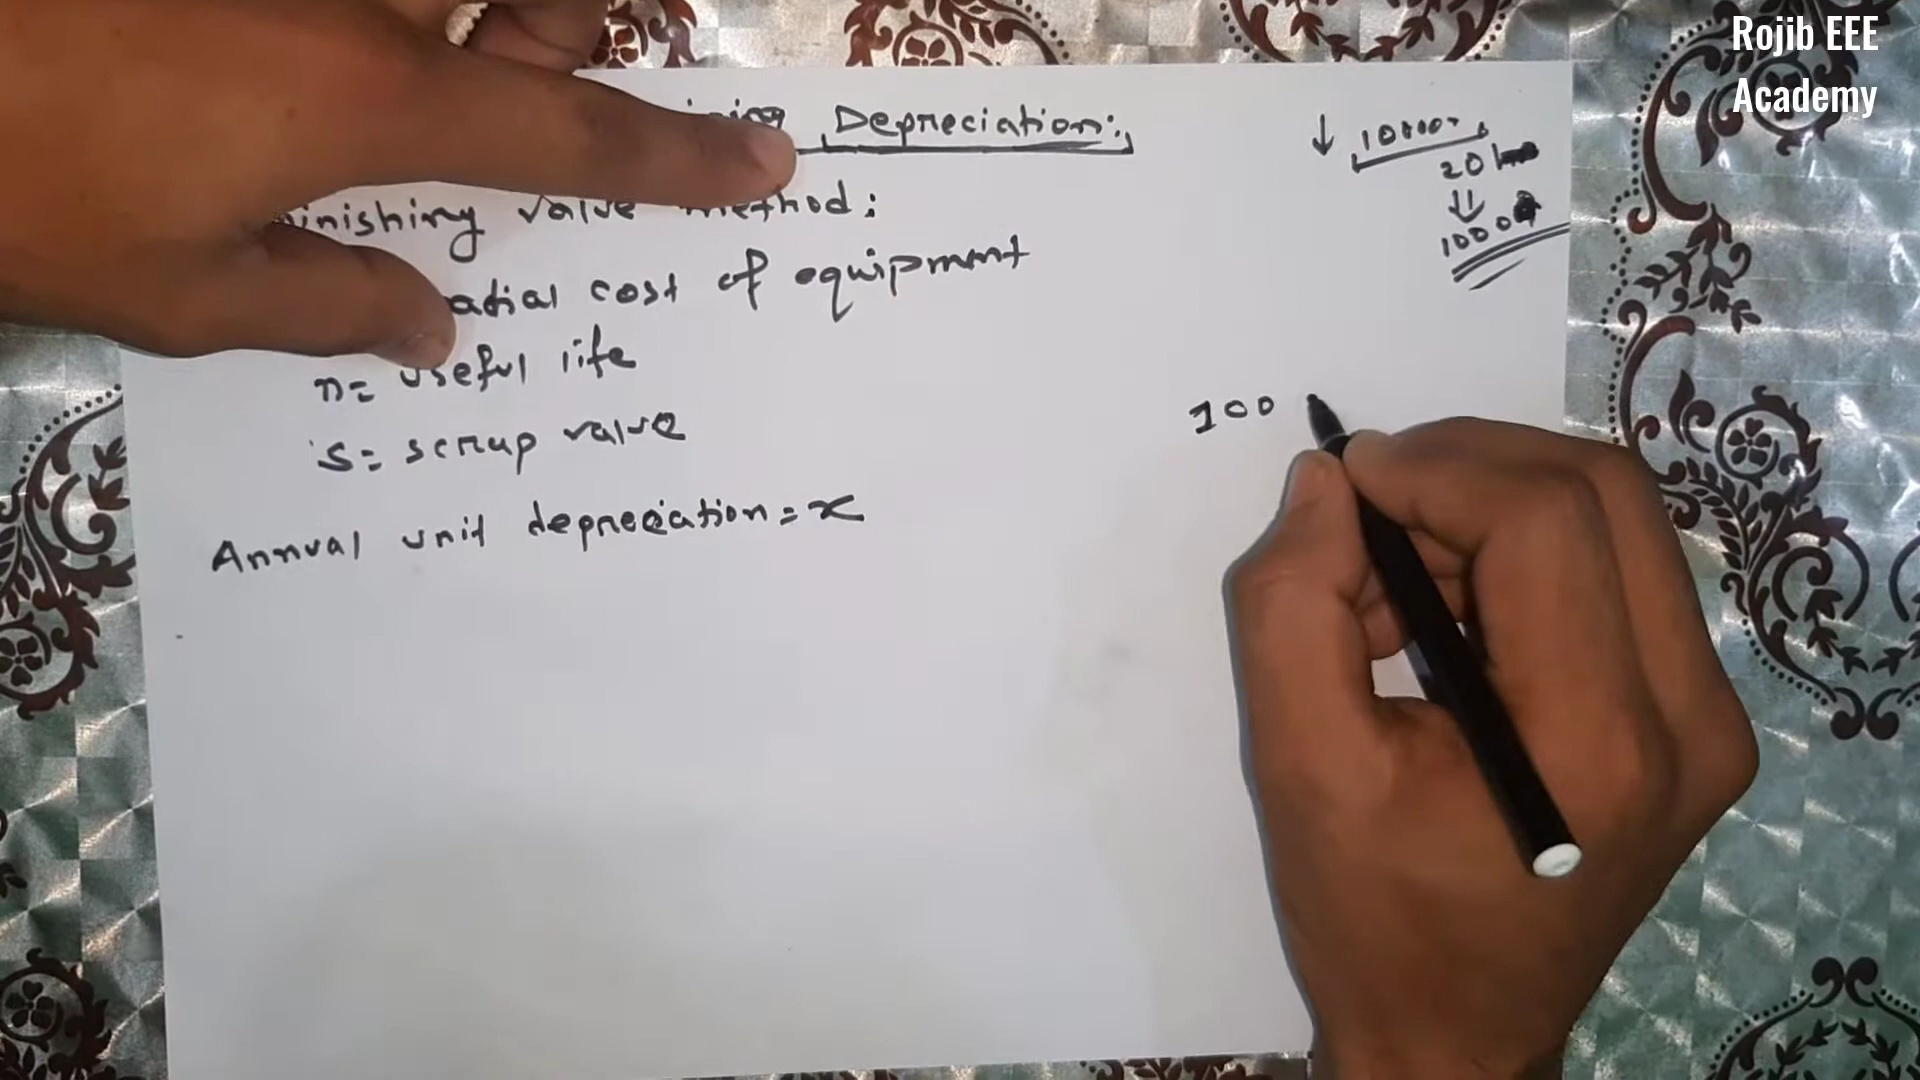 Rojib EEE
Academy
Depreciation:
value method:
cost of equipment
n= useful life
s= scrup value
Annual unit depreciation = x
↓ 10000
20
↓↓
1000
100